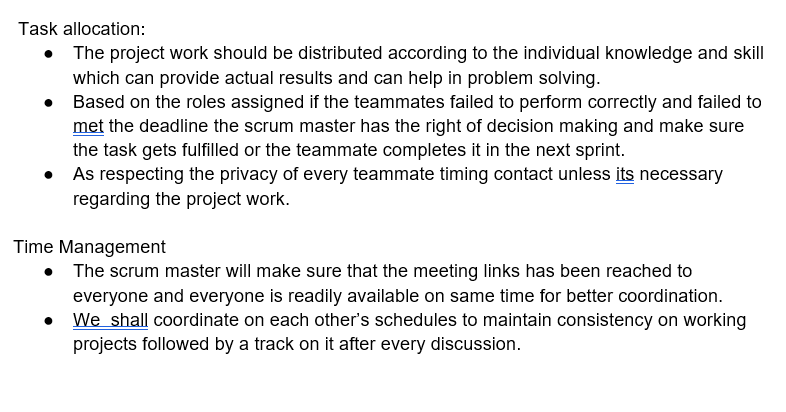 Task allocation:
● The project work should be distributed according to the individual knowledge and skill
which can provide actual results and can help in problem solving.
● Based on the roles assigned if the teammates failed to perform correctly and failed to
met the deadline the scrum master has the right of decision making and make sure
the task gets fulfilled or the teammate completes it in the next sprint.
● As respecting the privacy of every teammate timing contact unless its necessary
regarding the project work.
Time Management
● The scrum master will make sure that the meeting links has been reached to
everyone and everyone is readily available on same time for better coordination.
● We  shall coordinate on each other’s schedules to maintain consistency on working
projects followed by a track on it after every discussion.